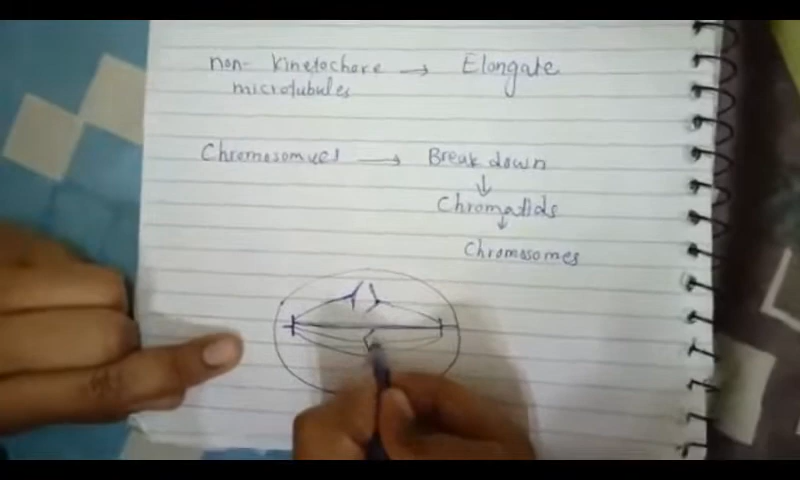 non- kinetochore → Elongate
microtubules
Chromosomes → Break down
↓
Chromatids
↓
Chromosomes